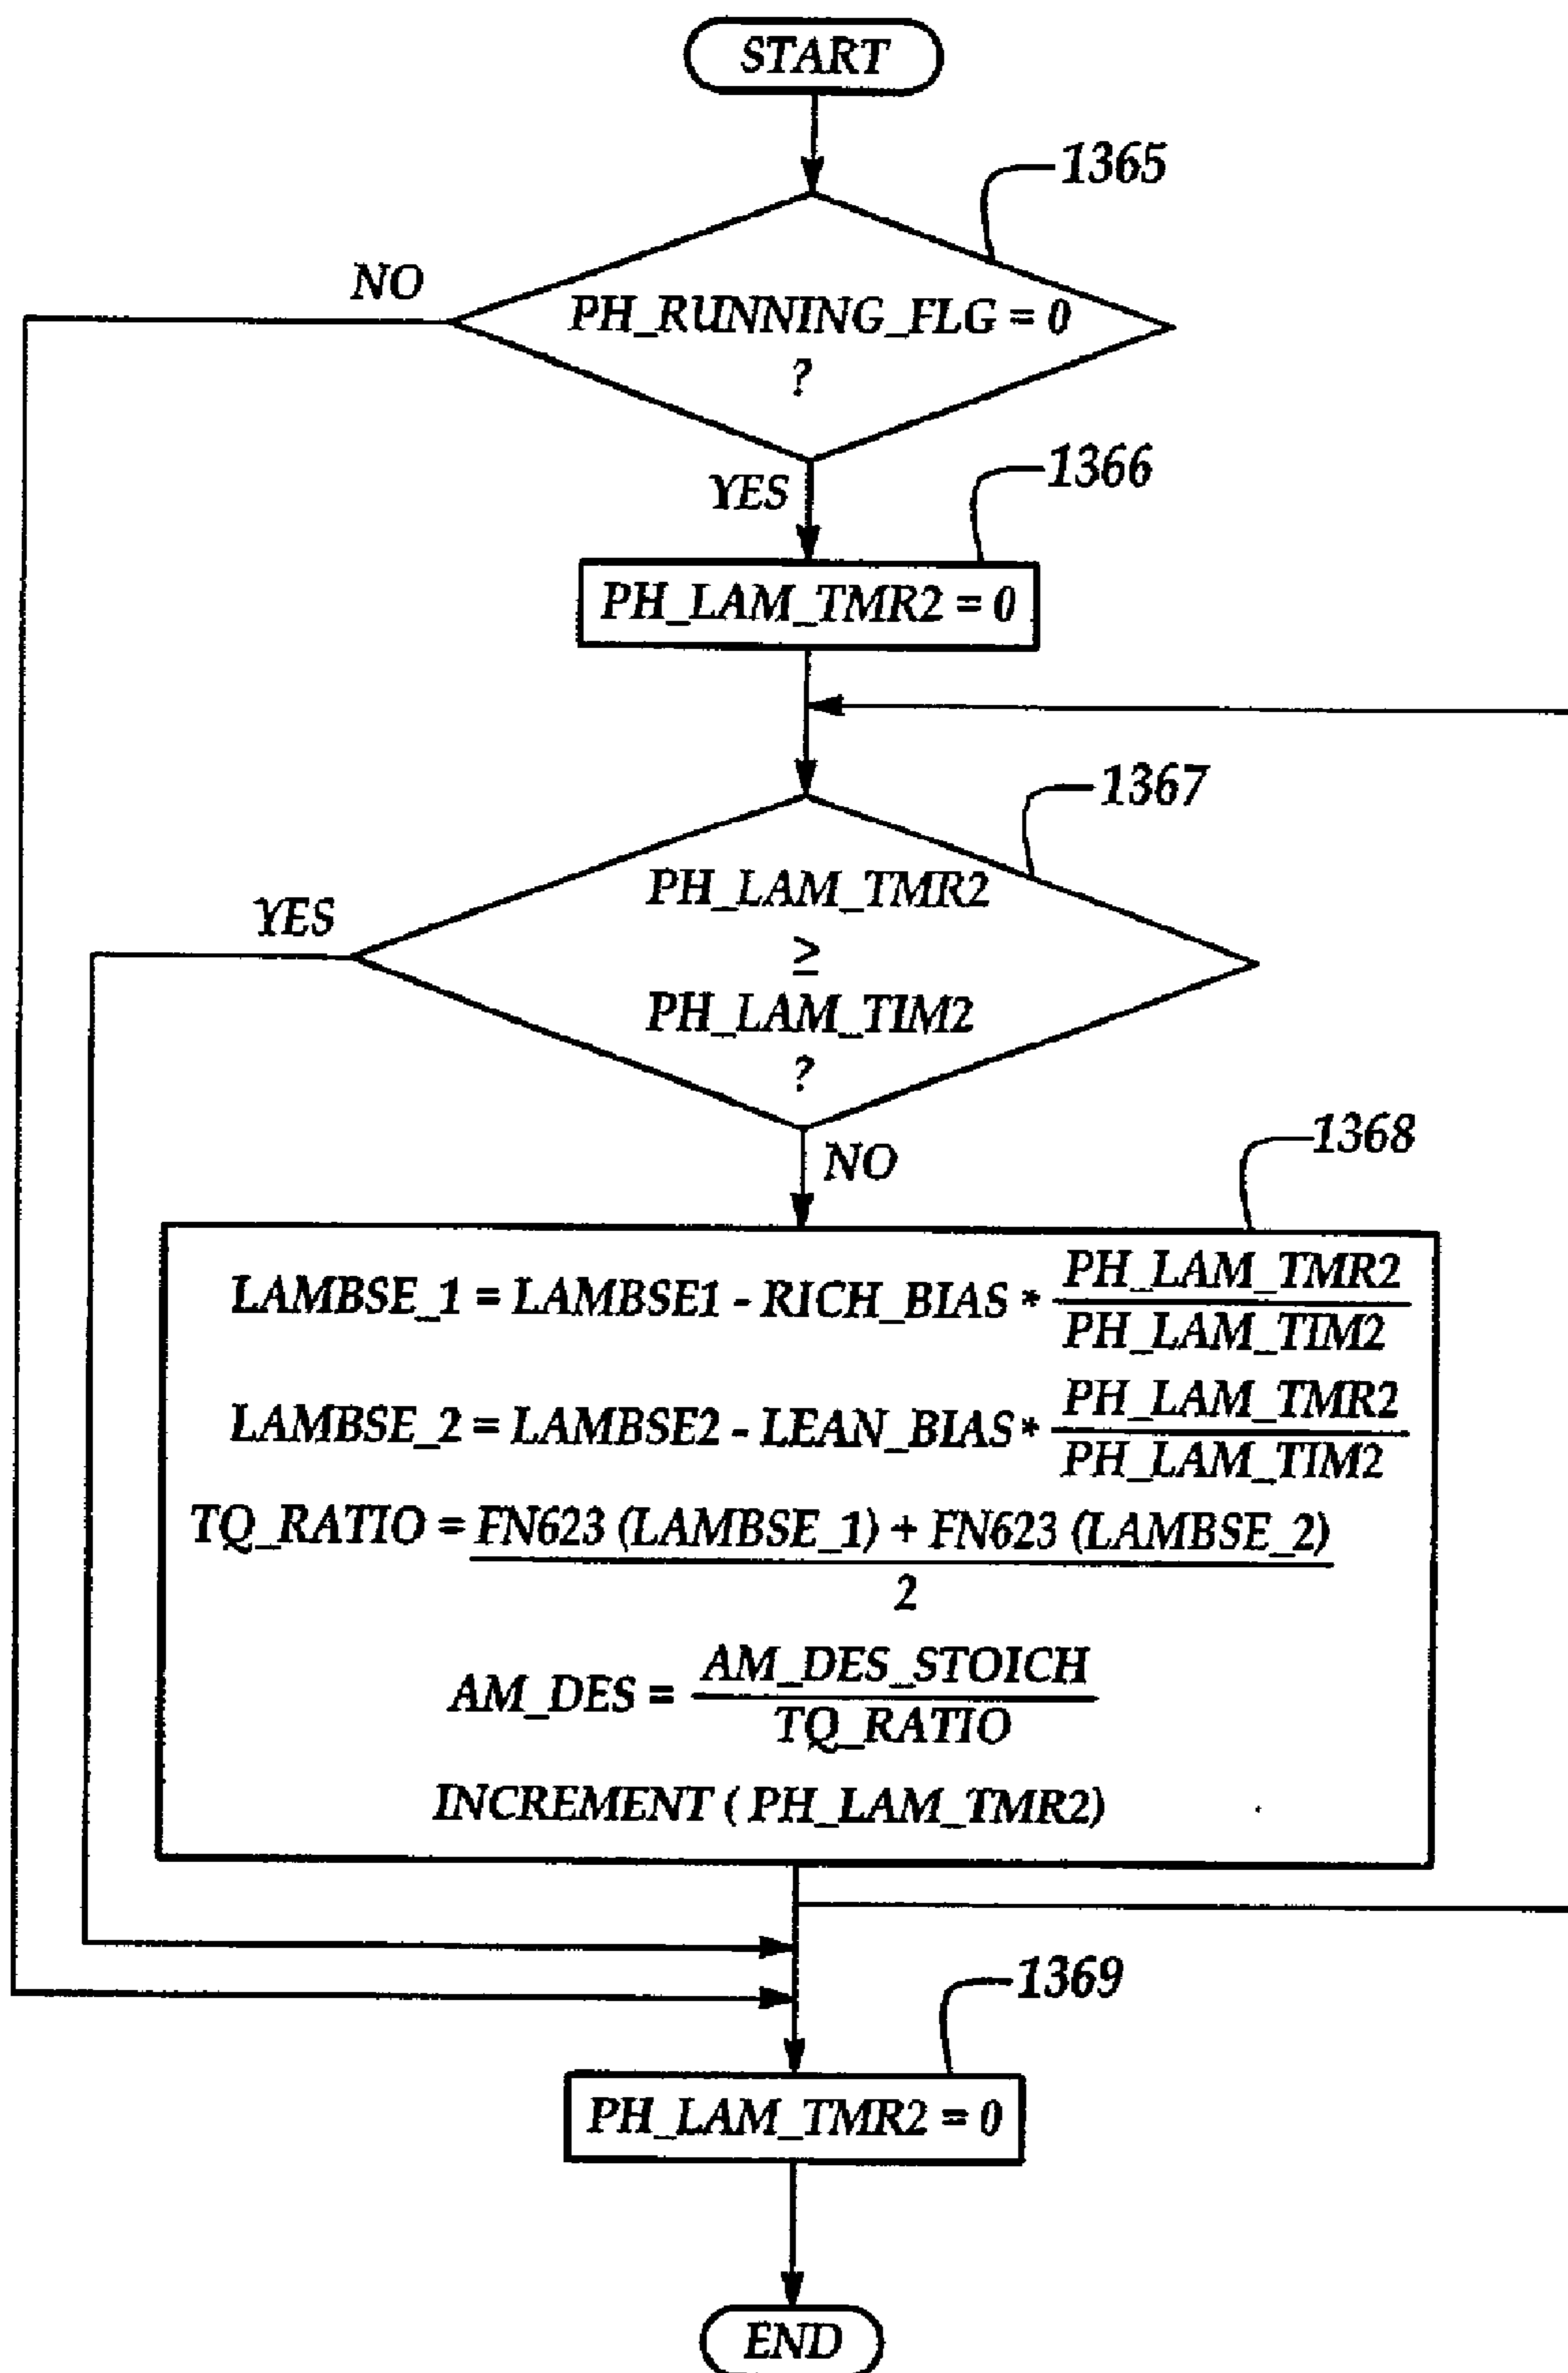 START
1365
NO
PH_RUNNING_FLG = 0
?
YES
1366
PH_LAM_TMR2 = 0
1367
YES
PH_LAM_TMR2
≥
PH_LAM_TIM2
?
NO
1368
LAMBSE_1 = LAMBSE1 - RICH_BIAS * PH_LAM_TMR2
PH_LAM_TIM2
LAMBSE_2 = LAMBSE2 - LEAN_BIAS * PH_LAM_TMR2
PH_LAM_TIM2
TQ_RATIO = FN623 (LAMBSE_1) + FN623 (LAMBSE_2)
2
AM_DES = AM_DES_STOICH
TQ_RATIO
INCREMENT ( PH_LAM_TMR2)
1369
PH_LAM_TMR2 = 0
END